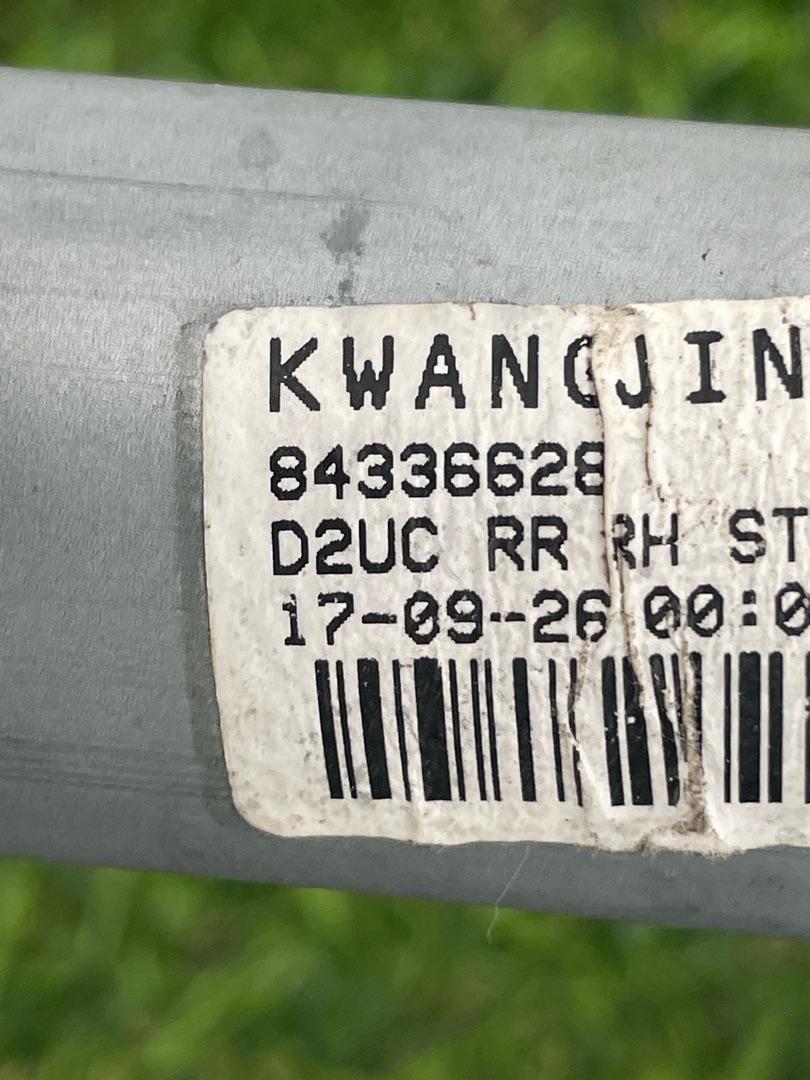 KWANGJIN
84336628
D2UC RR RH ST
17-09-26 00:0